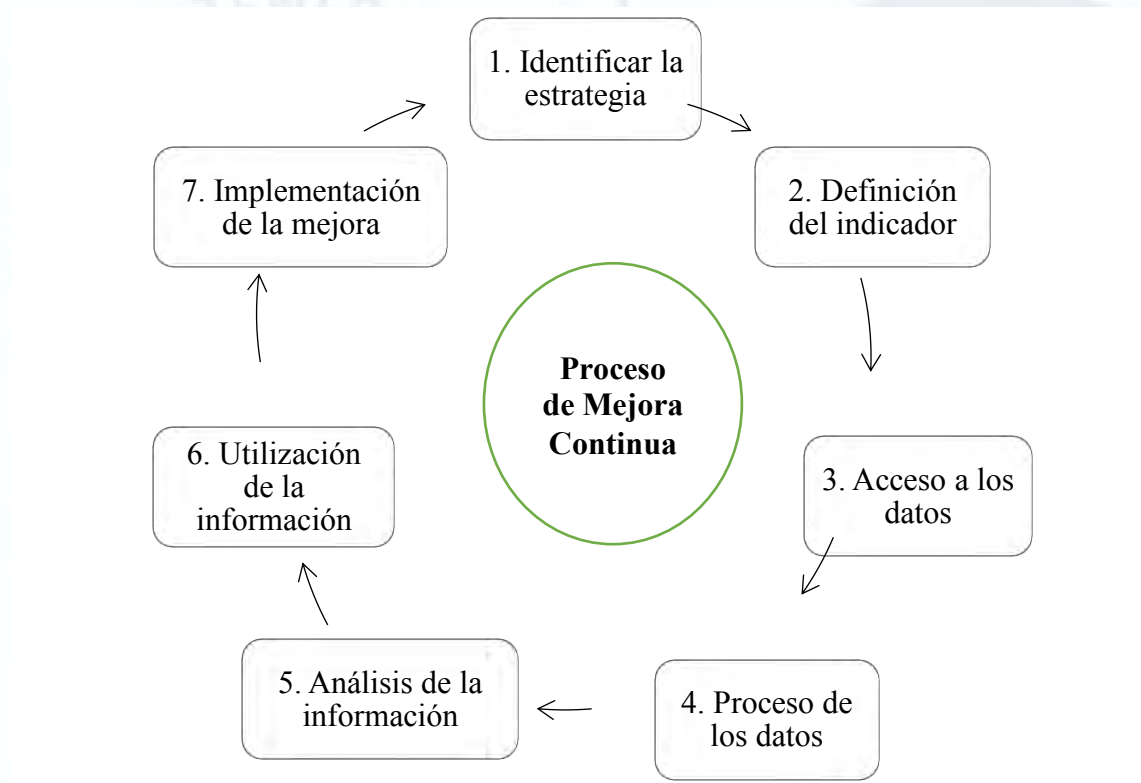 1. Identificar la
estrategia
2. Definición
del indicador
3. Acceso a los
datos
4. Proceso de
los datos
5. Análisis de la
información
6. Utilización
de la
información
7. Implementación
de la mejora
Proceso
de Mejora
Continua